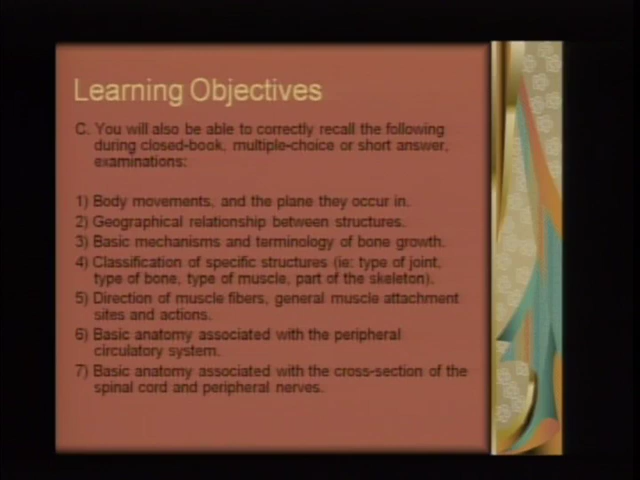 Learning Objectives
C. You will also be able to correctly recall the following
during closed-book, multiple-choice or short answer,
examinations:
1) Body movements, and the plane they occur in.
2) Geographical relationship between structures.
3) Basic mechanisms and terminology of bone growth.
4) Classification of specific structures (ie: type of joint,
type of bone, type of muscle, part of the skeleton).
5) Direction of muscle fibers, general muscle attachment
sites and actions.
6) Basic anatomy associated with the peripheral
circulatory system.
7) Basic anatomy associated with the cross-section of the
spinal cord and peripheral nerves.